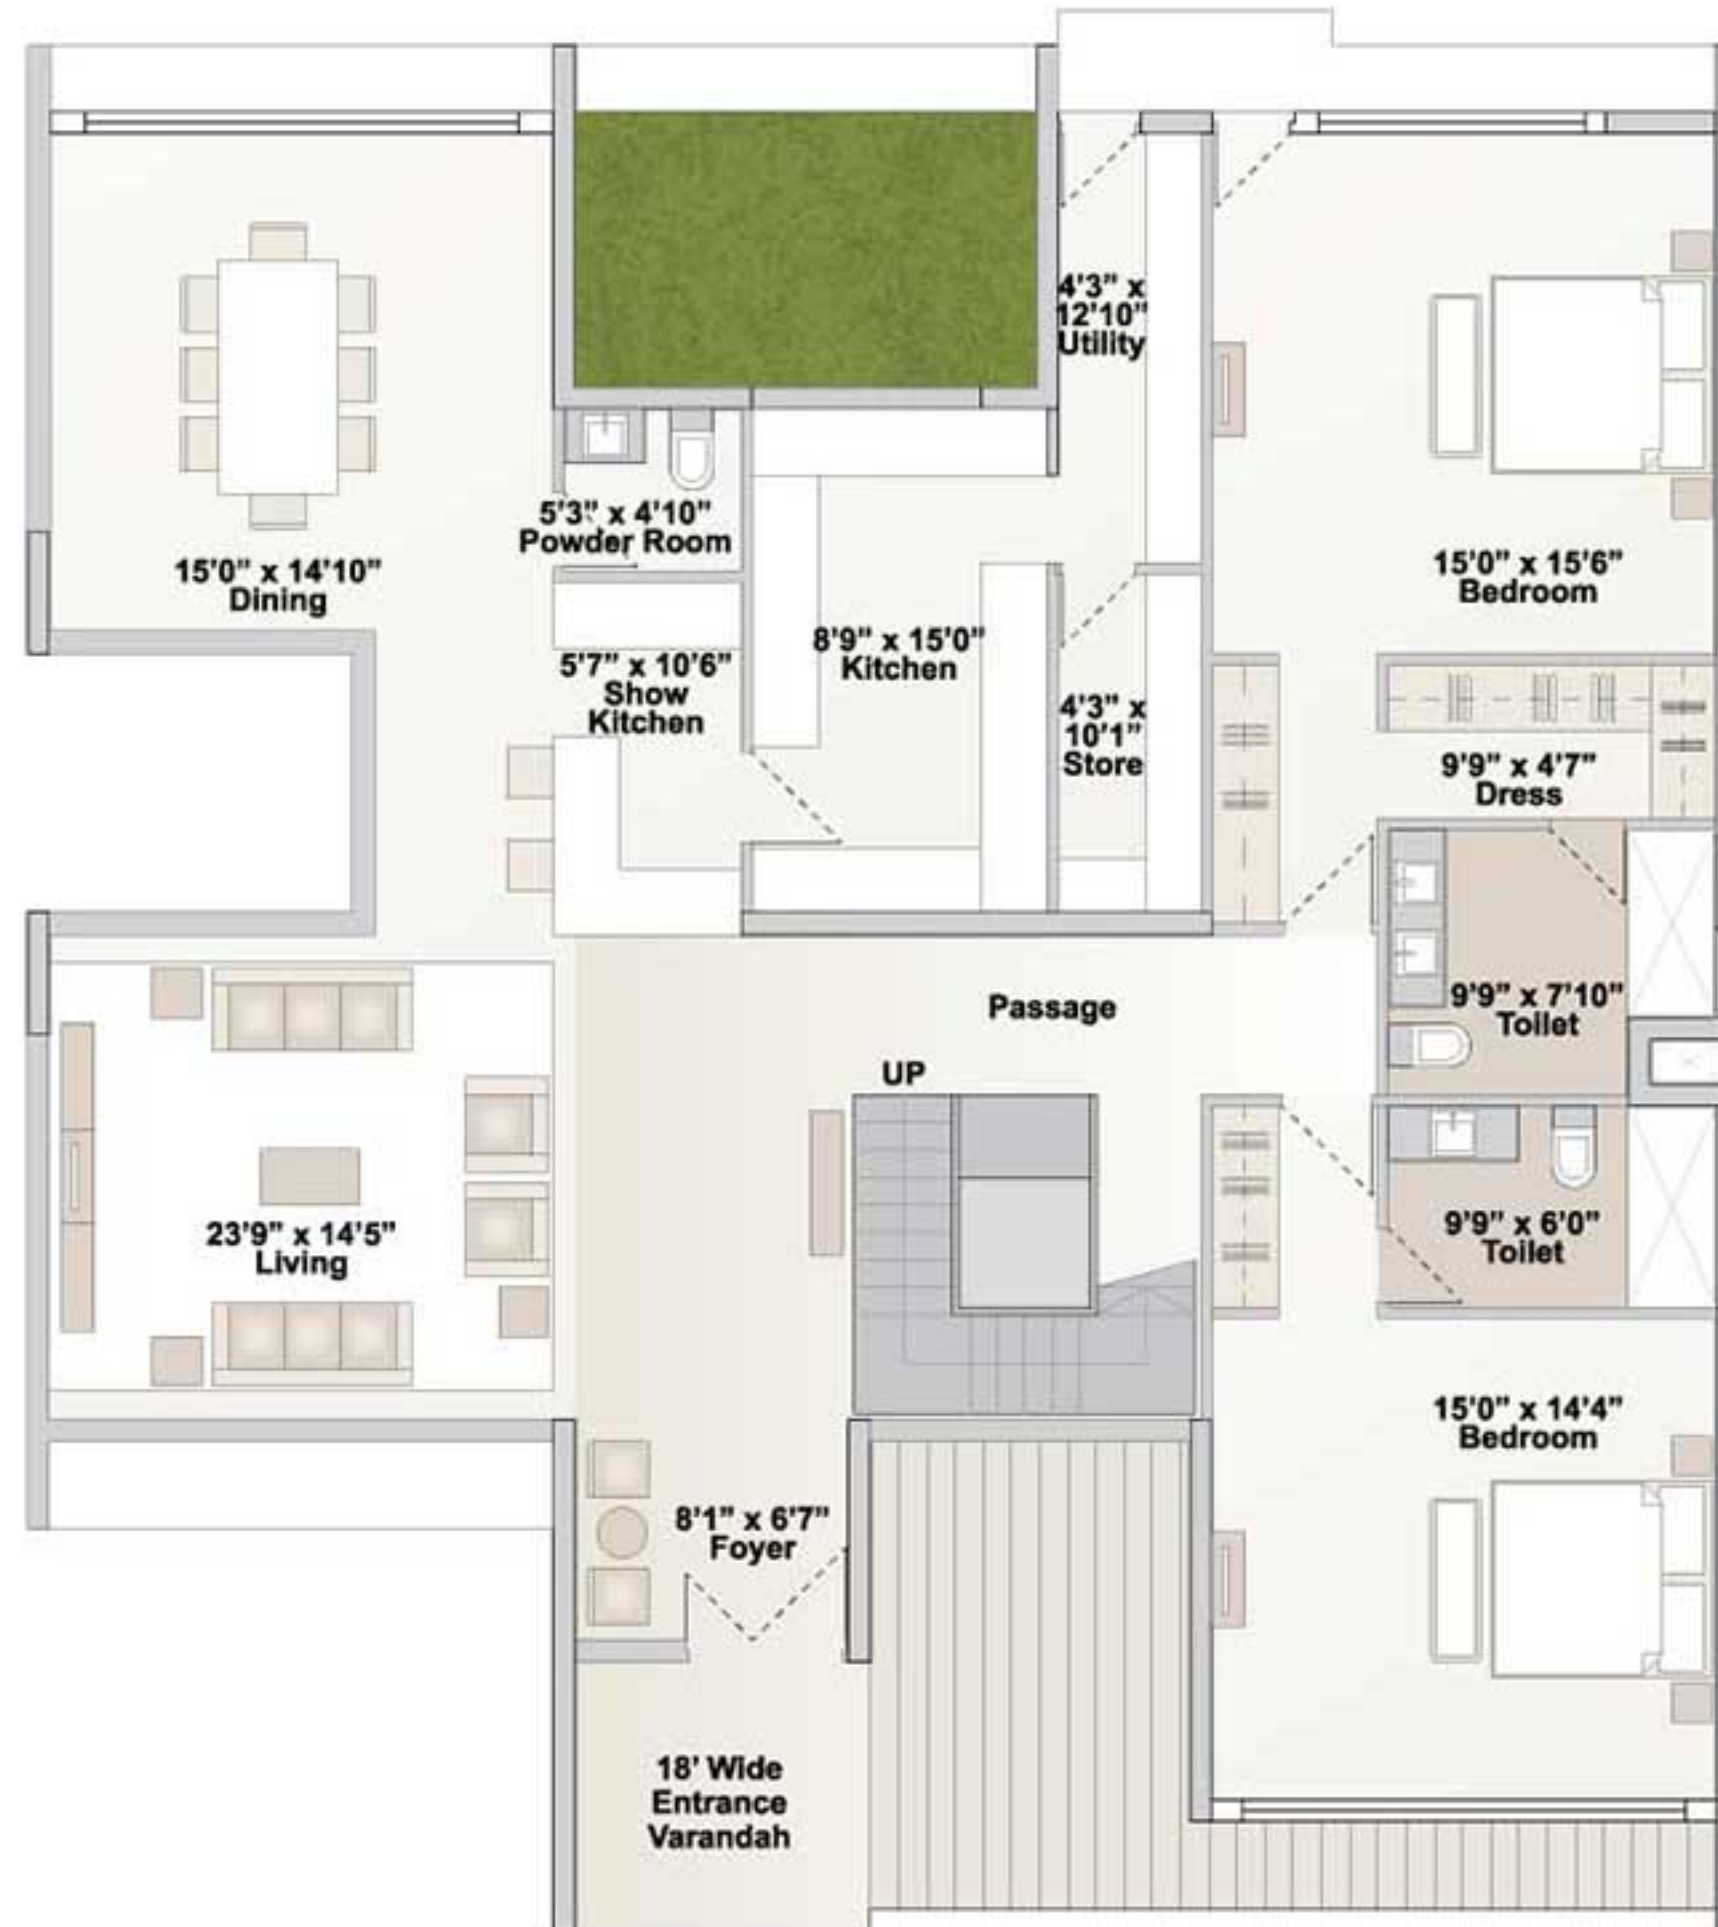 4'3” x
12'10”
Utility
5'3” x 4'10”
Powder Room
15'0” x 14'10”
Dining
15'0” x 15'6”
Bedroom
8'9” x 15'0”
Kitchen
5'7” x 10'6”
Show
Kitchen
4'3” x
10'1”
Store
9'9” x 4'7”
Dress
9'9” x 7'10”
Toilet
Passage
UP
23'9” x 14'5”
Living
9'9” x 6'0”
Toilet
15'0” x 14'4”
Bedroom
8'1” x 6'7”
Foyer
18' Wide
Entrance
Varandah